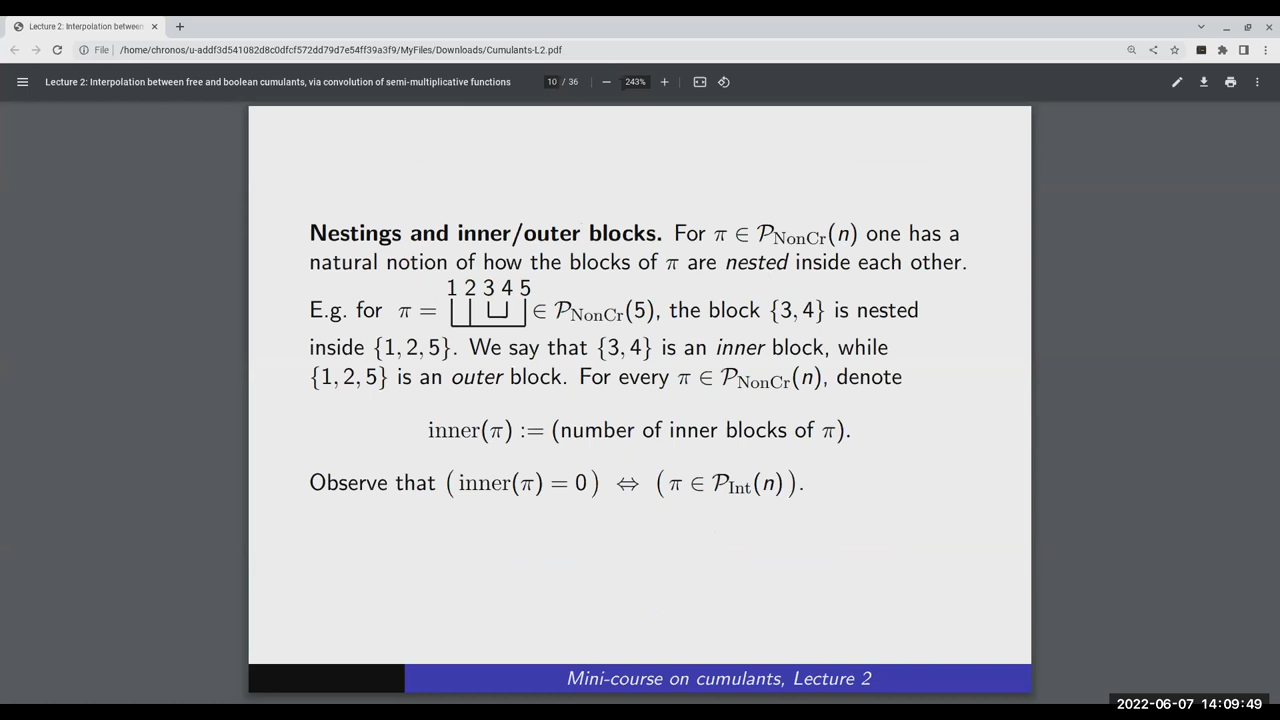 Lecture 2: Interpolation between
File /home/chronos/u-addf3d541082d8c0dfcf572dd79d7e54ff39a3f9/MyFiles/Downloads/Cumulants-L2.pdf
Lecture 2: Interpolation between free and boolean cumulants, via convolution of semi-multiplicative functions 10 / 36 243%
Nestings and inner/outer blocks. For π ∈ 𝒫_NonCr(n) one has a
natural notion of how the blocks of π are nested inside each other.
1 2 3 4 5
E.g. for π = ∈ 𝒫_NonCr(5), the block {3, 4} is nested
inside {1, 2, 5}. We say that {3, 4} is an inner block, while
{1, 2, 5} is an outer block. For every π ∈ 𝒫_NonCr(n), denote
inner(π) := (number of inner blocks of π).
Observe that (inner(π) = 0) ⇔ (π ∈ 𝒫_Int(n)).
Mini-course on cumulants, Lecture 2
2022-06-07 14:09:49